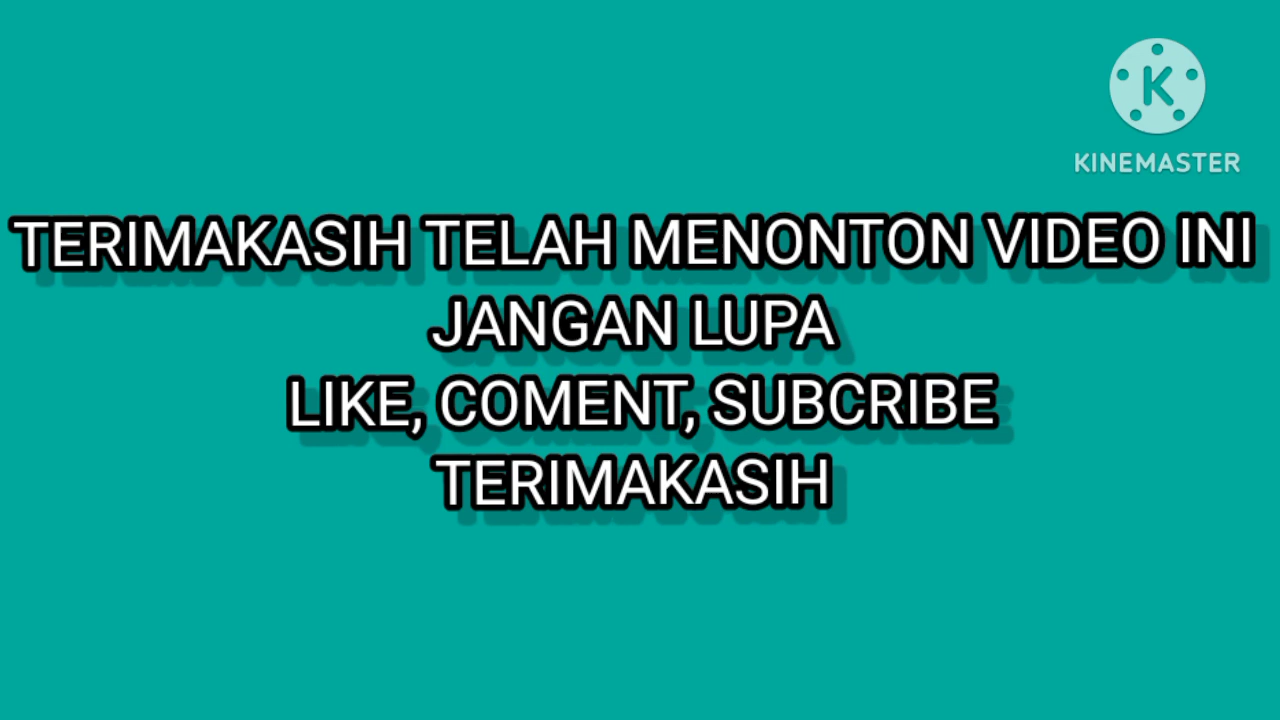 K
KINEMASTER
TERIMAKASIH TELAH MENONTON VIDEO INI
JANGAN LUPA
LIKE, COMENT, SUBCRIBE
TERIMAKASIH